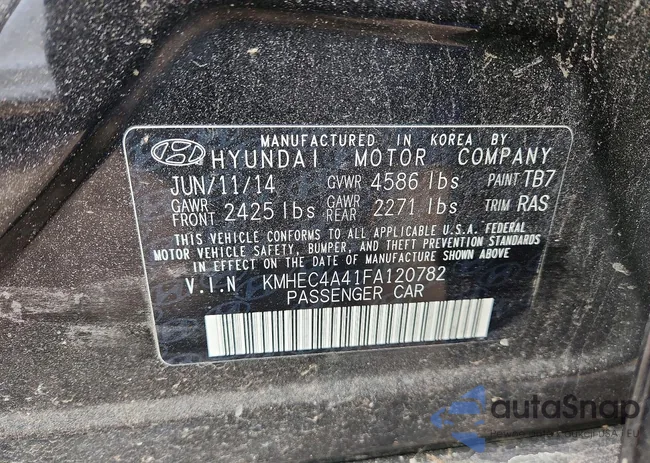 MANUFACTURED IN KOREA BY
HYUNDAI MOTOR COMPANY
JUN/11/14 GVWR 4586 lbs PAINT TB7
GAWR FRONT 2425 lbs GAWR REAR 2271 lbs TRIM RAS
THIS VEHICLE CONFORMS TO ALL APPLICABLE U.S.A. FEDERAL
MOTOR VEHICLE SAFETY, BUMPER, AND THEFT PREVENTION STANDARDS
IN EFFECT ON THE DATE OF MANUFACTURE SHOWN ABOVE
V.I.N KMHEC4A41FA120782
PASSENGER CAR
autoSnap